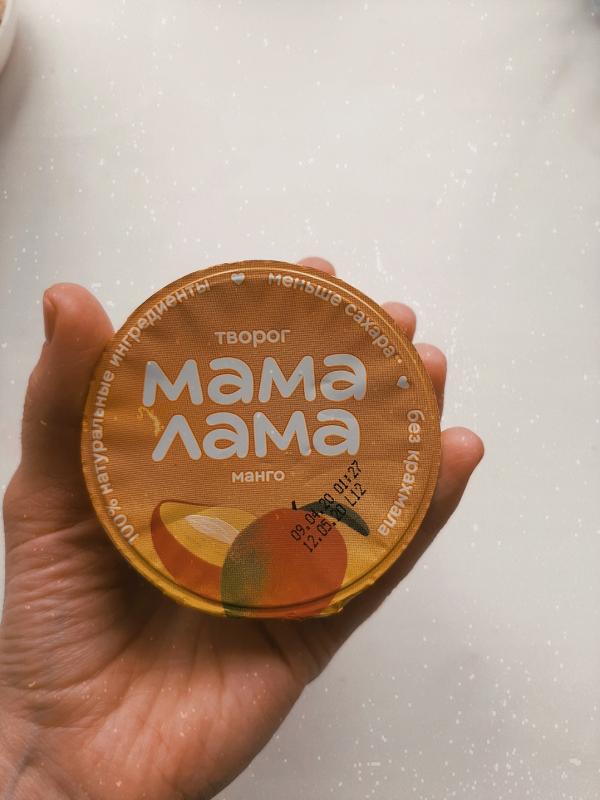 100% натуральные ингредиенты
меньше сахара
без крахмала
творог
мама
лама
манго
09.04.20 01:27
12.05.20 L12